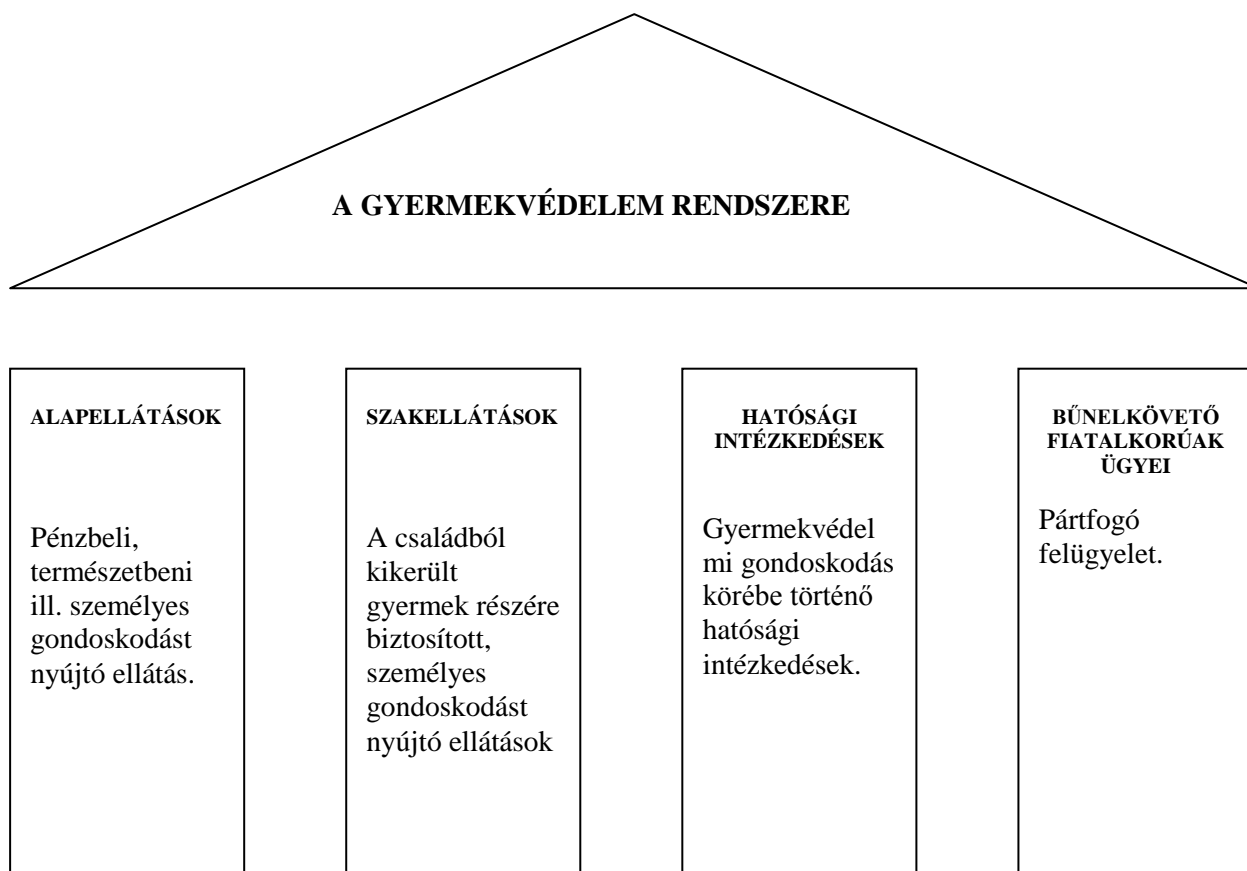 A GYERMEKVÉDELEM RENDSZERE
ALAPELLÁTÁSOK
Pénzbeli,
természetbeni
ill. személyes
gondoskodást
nyújtó ellátás.
SZAKELLÁTÁSOK
A családból
kikerült
gyermek részére
biztosított,
személyes
gondoskodást
nyújtó ellátások
HATÓSÁGI
INTÉZKEDÉSEK
Gyermekvédel
mi gondoskodás
körébe történő
hatósági
intézkedések.
BŰNELKÖVETŐ
FIATALKORÚAK
ÜGYEI
Pártfogó
felügyelet.